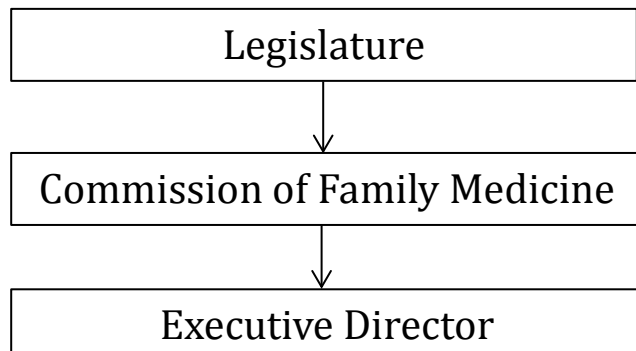 Legislature
Commission of Family Medicine
Executive Director